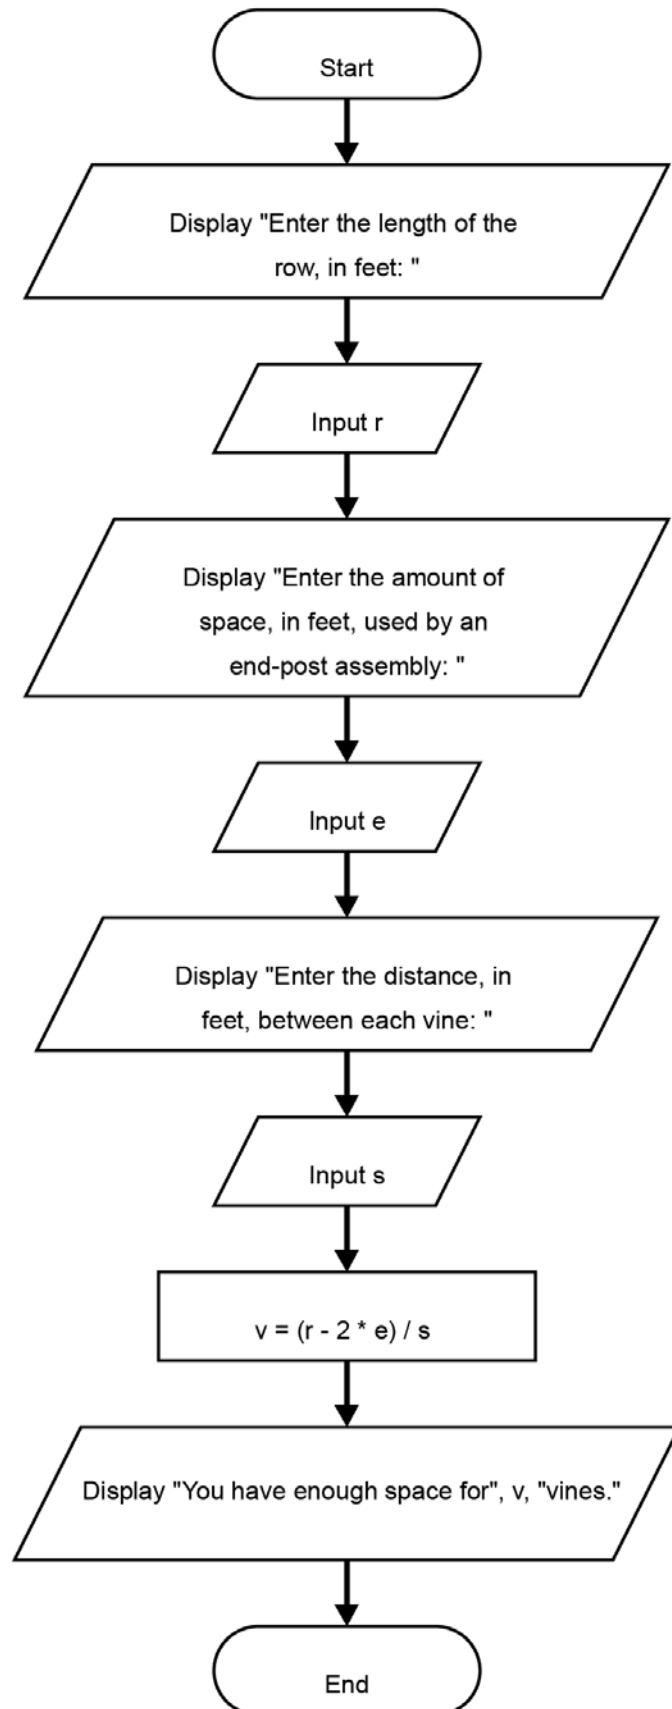 Start
Display "Enter the length of the
row, in feet: "
Input r
Display "Enter the amount of
space, in feet, used by an
end-post assembly: "
Input e
Display "Enter the distance, in
feet, between each vine: "
Input s
v = (r - 2 * e) / s
Display "You have enough space for", v, "vines."
End